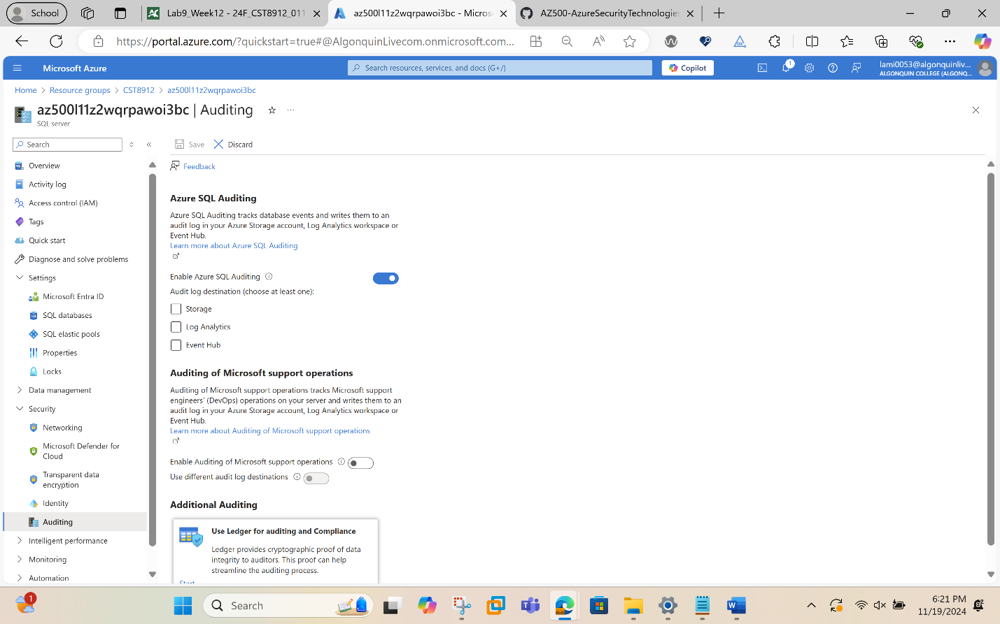 School
Lab9_Week12 - 24F_CST8912_011
az500l11z2wqrpawoi3bc - Micros
AZ500-AzureSecurityTechnologies
https://portal.azure.com/?quickstart=true#@AlgonquinLivecom.onmicrosoft.com...
Microsoft Azure
Search resources, services, and docs (G+/)
Copilot
1
lami0053@algonquinliv...
ALGONQUIN COLLEGE (ALGONQ...
Home > Resource groups > CST8912 > az500l11z2wqrpawoi3bc
az500l11z2wqrpawoi3bc | Auditing
SQL server
Search
Save
Discard
Feedback
Overview
Activity log
Access control (IAM)
Tags
Quick start
Diagnose and solve problems
Settings
Microsoft Entra ID
SQL databases
SQL elastic pools
Properties
Locks
Data management
Security
Networking
Microsoft Defender for
Cloud
Transparent data
encryption
Identity
Auditing
Intelligent performance
Monitoring
Automation
Azure SQL Auditing
Azure SQL Auditing tracks database events and writes them to an
audit log in your Azure Storage account, Log Analytics workspace or
Event Hub.
Learn more about Azure SQL Auditing
Enable Azure SQL Auditing
Audit log destination (choose at least one):
Storage
Log Analytics
Event Hub
Auditing of Microsoft support operations
Auditing of Microsoft support operations tracks Microsoft support
engineers' (DevOps) operations on your server and writes them to an
audit log in your Azure Storage account, Log Analytics workspace or
Event Hub.
Learn more about Auditing of Microsoft support operations
Enable Auditing of Microsoft support operations
Use different audit log destinations
Additional Auditing
Use Ledger for auditing and Compliance
Ledger provides cryptographic proof of data
integrity to auditors. This proof can help
streamline the auditing process.
Start
1
Search
6:21 PM
11/19/2024